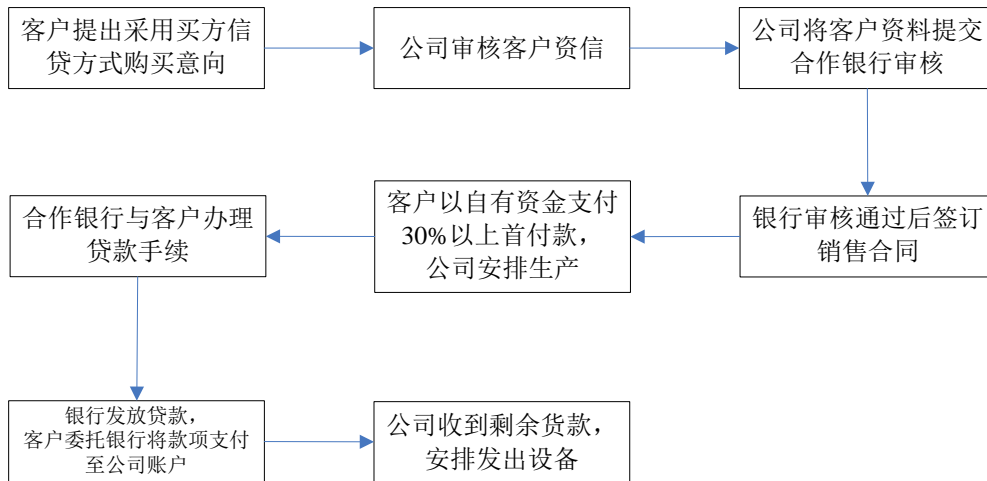 客户提出采用买方信
贷方式购买意向
公司审核客户资信
公司将客户资料提交
合作银行审核
银行审核通过后签订
销售合同
客户以自有资金支付
30%以上首付款，
公司安排生产
合作银行与客户办理
贷款手续
银行发放贷款，
客户委托银行将款项支付
至公司账户
公司收到剩余货款，
安排发出设备